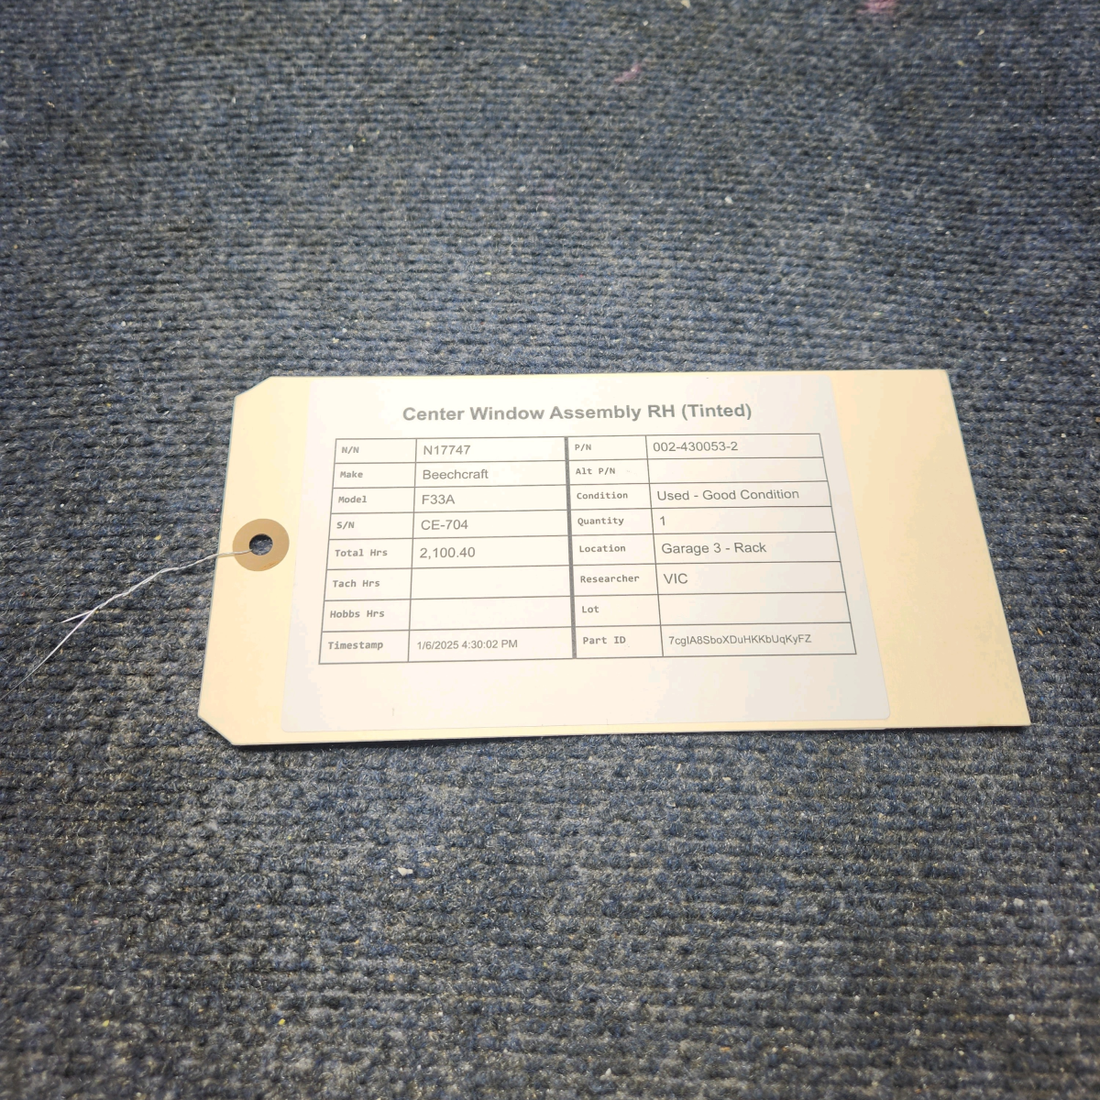 Center Window Assembly RH (Tinted)
N/N N17747 P/N 002-430053-2
Make Beechcraft Alt P/N
Model F33A Condition Used - Good Condition
S/N CE-704 Quantity 1
Total Hrs 2,100.40 Location Garage 3 - Rack
Tach Hrs Researcher VIC
Hobbs Hrs Lot
Timestamp 1/6/2025 4:30:02 PM Part ID 7cgIA8SboXDuHKKbUqKyFZ